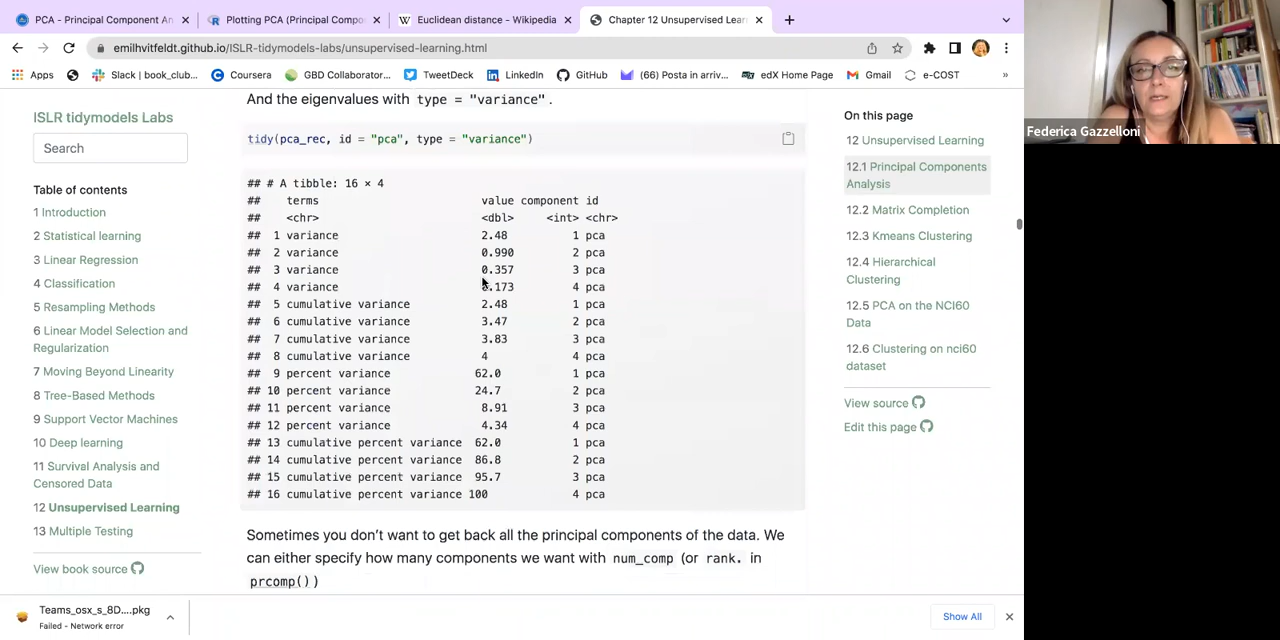 PCA - Principal Component An
Plotting PCA (Principal Compo
Euclidean distance - Wikipedia
Chapter 12 Unsupervised Lear
emilhvitfeldt.github.io/ISLR-tidymodels-labs/unsupervised-learning.html
Apps
Slack | book_club...
Coursera
GBD Collaborator...
TweetDeck
LinkedIn
GitHub
(66) Posta in arriv...
edX Home Page
Gmail
e-COST
»
ISLR tidymodels Labs
Search
Table of contents
1 Introduction
2 Statistical learning
3 Linear Regression
4 Classification
5 Resampling Methods
6 Linear Model Selection and
Regularization
7 Moving Beyond Linearity
8 Tree-Based Methods
9 Support Vector Machines
10 Deep learning
11 Survival Analysis and
Censored Data
12 Unsupervised Learning
13 Multiple Testing
View book source
And the eigenvalues with type = "variance".
tidy(pca_rec, id = "pca", type = "variance")
## # A tibble: 16 × 4
##    terms                       value component id
##    <chr>                       <dbl>     <int> <chr>
##  1 variance                    2.48          1 pca
##  2 variance                    0.990         2 pca
##  3 variance                    0.357         3 pca
##  4 variance                    0.173         4 pca
##  5 cumulative variance         2.48          1 pca
##  6 cumulative variance         3.47          2 pca
##  7 cumulative variance         3.83          3 pca
##  8 cumulative variance         4             4 pca
##  9 percent variance           62.0           1 pca
## 10 percent variance           24.7           2 pca
## 11 percent variance            8.91          3 pca
## 12 percent variance            4.34          4 pca
## 13 cumulative percent variance 62.0          1 pca
## 14 cumulative percent variance 86.8          2 pca
## 15 cumulative percent variance 95.7          3 pca
## 16 cumulative percent variance 100           4 pca
Sometimes you don't want to get back all the principal components of the data. We
can either specify how many components we want with num_comp (or rank. in
prcomp())
On this page
12 Unsupervised Learning
12.1 Principal Components
Analysis
12.2 Matrix Completion
12.3 Kmeans Clustering
12.4 Hierarchical
Clustering
12.5 PCA on the NCI60
Data
12.6 Clustering on nci60
dataset
View source
Edit this page
Federica Gazzelloni
Teams_osx_s_8D....pkg
Failed - Network error
Show All